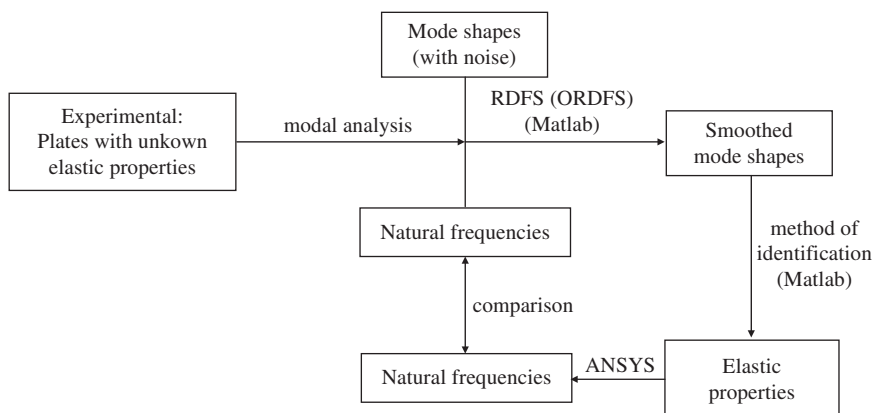 Mode shapes
(with noise)
Experimental:
Plates with unkown
elastic properties
modal analysis
RDFS (ORDFS)
(Matlab)
Smoothed
mode shapes
method of
identification
(Matlab)
Natural frequencies
comparison
Natural frequencies
ANSYS
Elastic
properties